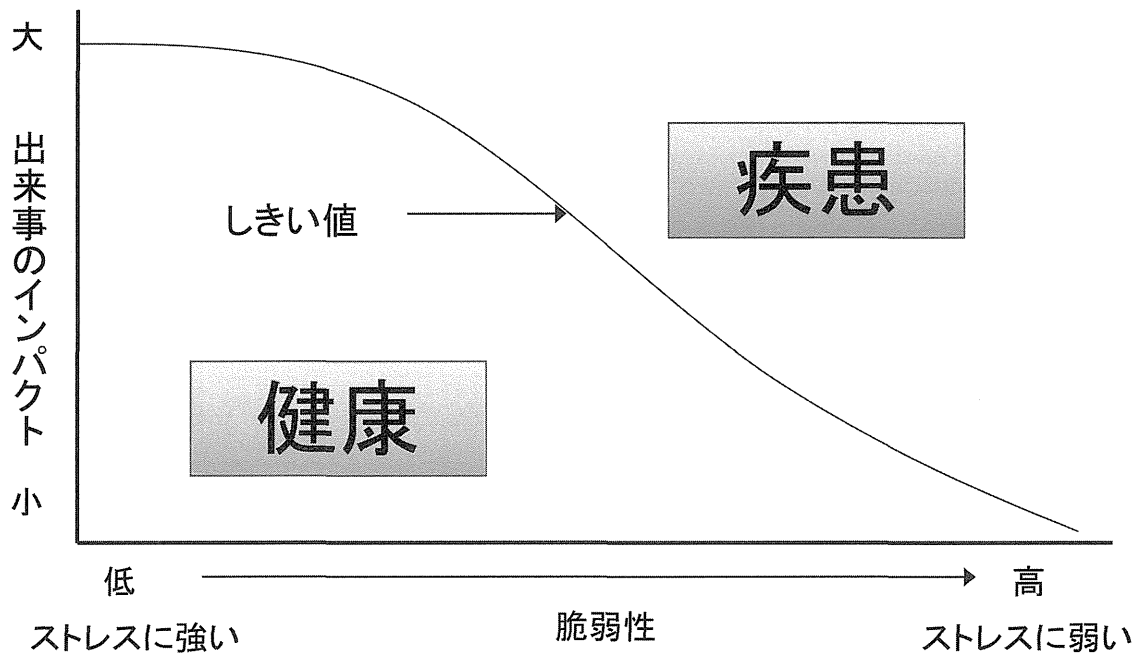 大
出来事のインパクト
小
疾患
しきい値
健康
低
高
脆弱性
ストレスに強い
ストレスに弱い